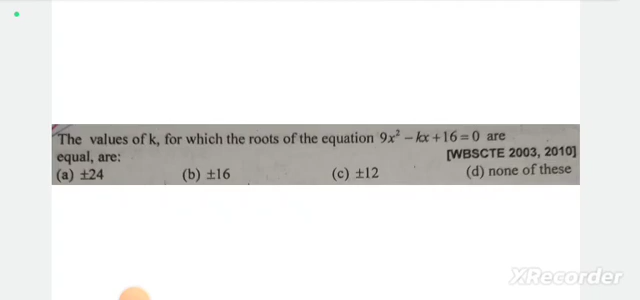 The values of k, for which the roots of the equation 9x² – kx + 16 = 0 are
equal, are:
[WBSCTE 2003, 2010]
(a) ±24 (b) ±16 (c) ±12 (d) none of these
XRecorder